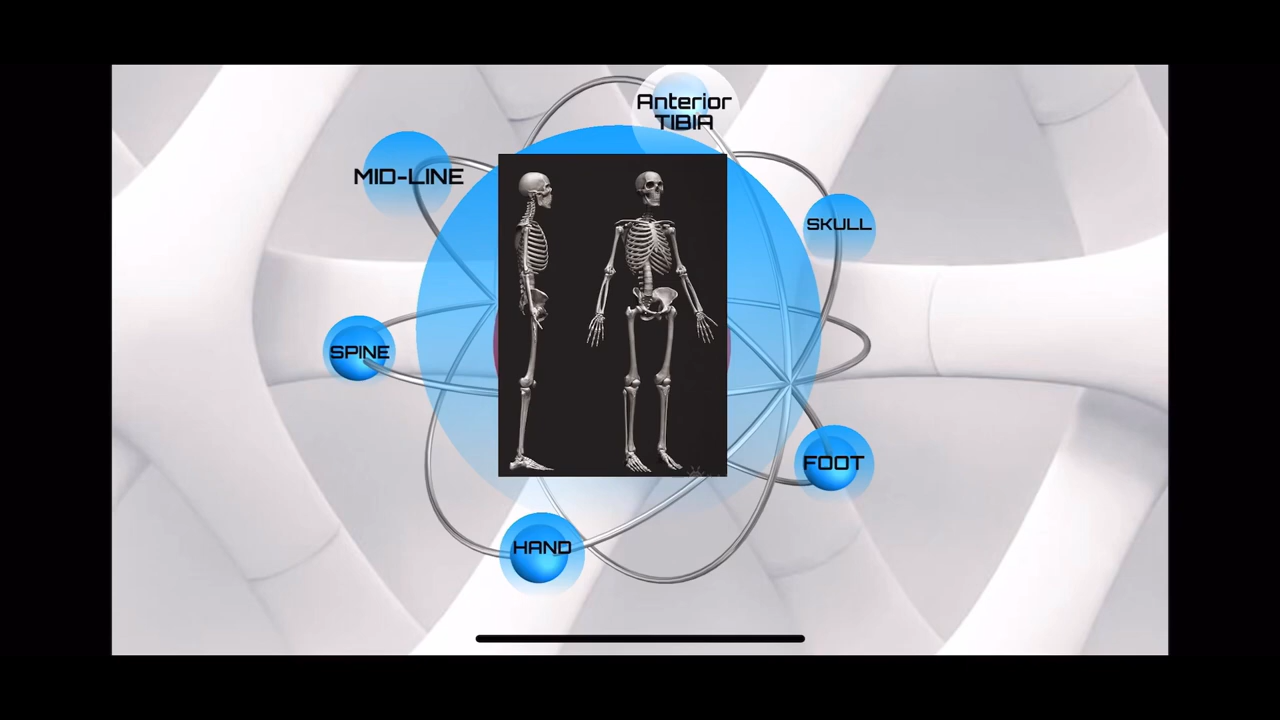 Anterior
TIBIA
MID-LINE
SKULL
SPINE
FOOT
HAND